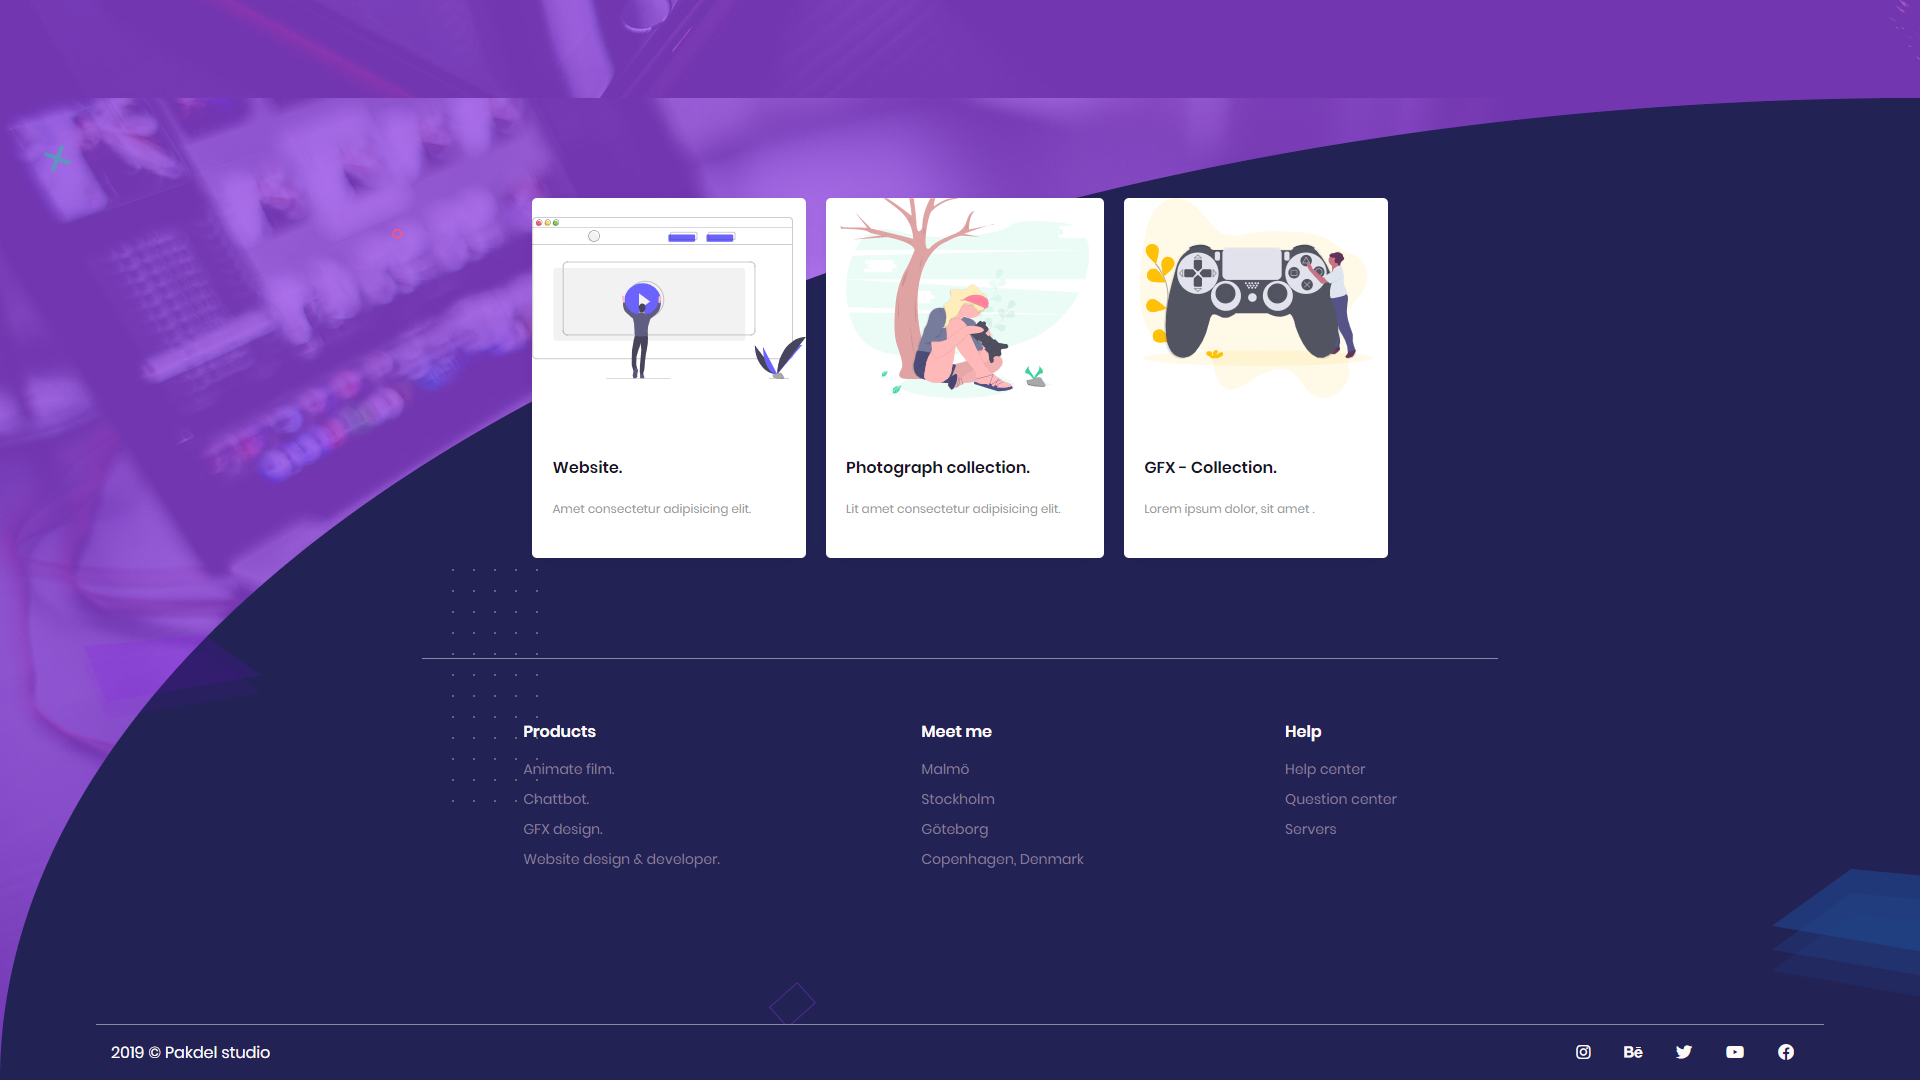 Website.
Amet consectetur adipisicing elit.
Photograph collection.
Lit amet consectetur adipisicing elit.
GFX - Collection.
Lorem ipsum dolor, sit amet .
Products
Animate film.
Chattbot.
GFX design.
Website design & developer.
Meet me
Malmö
Stockholm
Göteborg
Copenhagen, Denmark
Help
Help center
Question center
Servers
2019 © Pakdel studio
Bē